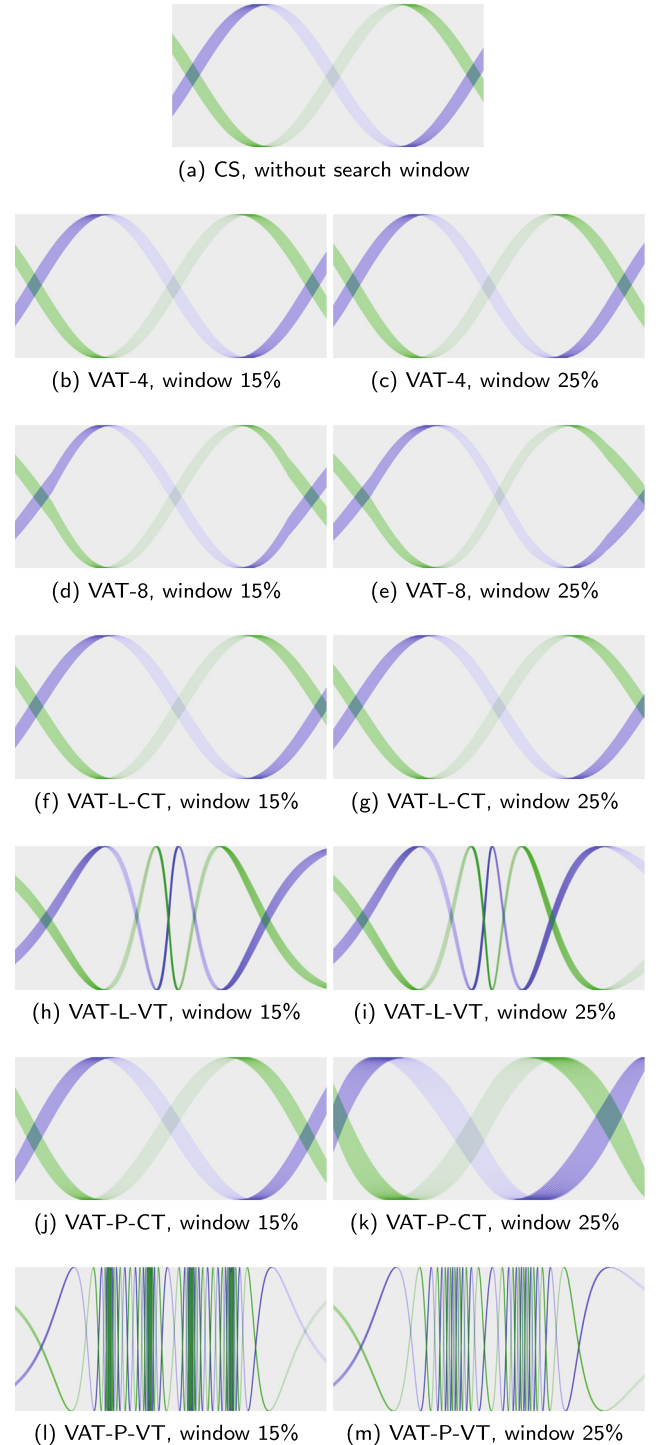 (a) CS, without search window
(b) VAT-4, window 15%
(c) VAT-4, window 25%
(d) VAT-8, window 15%
(e) VAT-8, window 25%
(f) VAT-L-CT, window 15%
(g) VAT-L-CT, window 25%
(h) VAT-L-VT, window 15%
(i) VAT-L-VT, window 25%
(j) VAT-P-CT, window 15%
(k) VAT-P-CT, window 25%
(l) VAT-P-VT, window 15%
(m) VAT-P-VT, window 25%